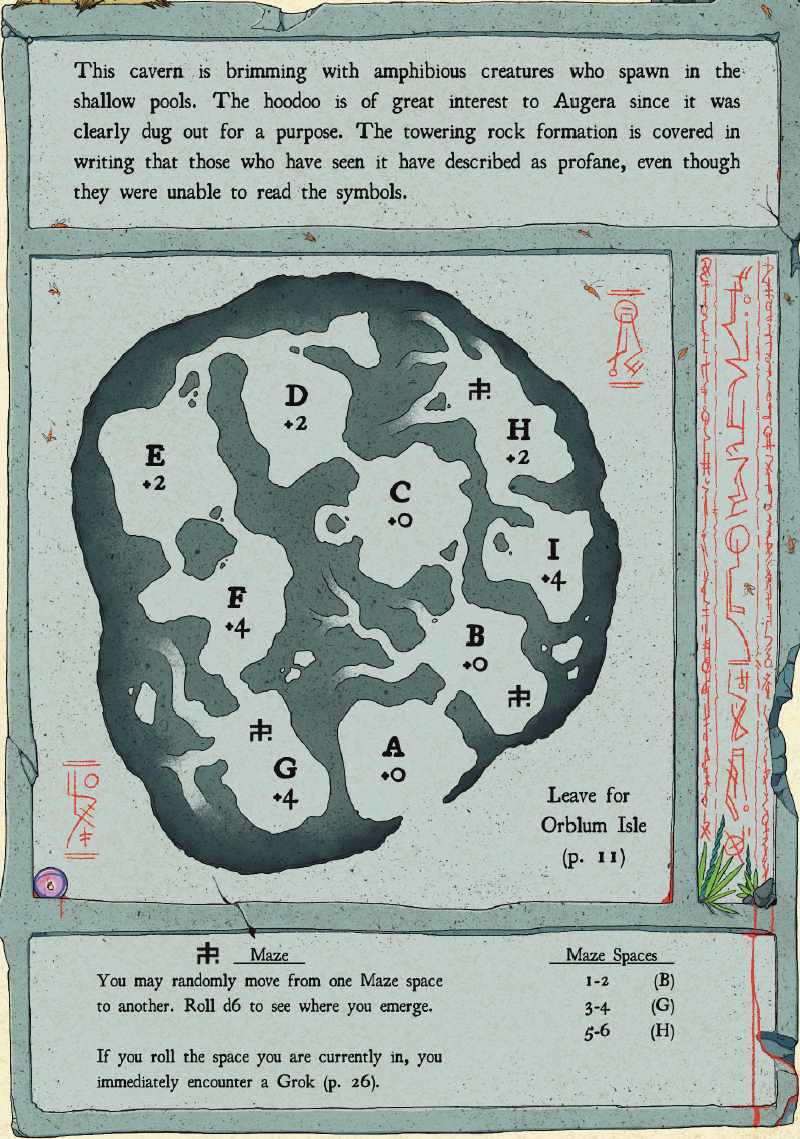 This cavern is brimming with amphibious creatures who spawn in the
shallow pools. The hoodoo is of great interest to Augera since it was
clearly dug out for a purpose. The towering rock formation is covered in
writing that those who have seen it have described as profane, even though
they were unable to read the symbols.
D
+2
H
+2
E
+2
C
+0
I
+4
F
+4
B
+0
A
+0
G
+4
Leave for
Orblum Isle
(p. 11)
8
Maze
You may randomly move from one Maze space
to another. Roll d6 to see where you emerge.
If you roll the space you are currently in, you
immediately encounter a Grok (p. 26).
Maze Spaces
1-2 (B)
3-4 (G)
5-6 (H)